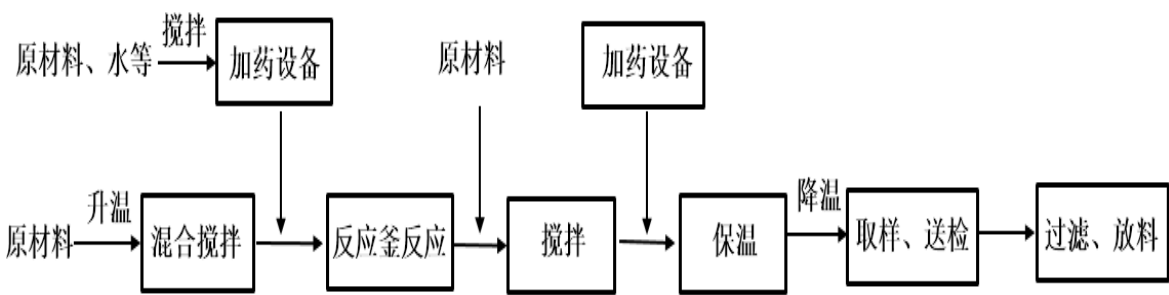 搅拌
原材料、水等
加药设备
原材料
加药设备
升温
原材料
混合搅拌
反应釜反应
搅拌
保温
降温
取样、送检
过滤、放料